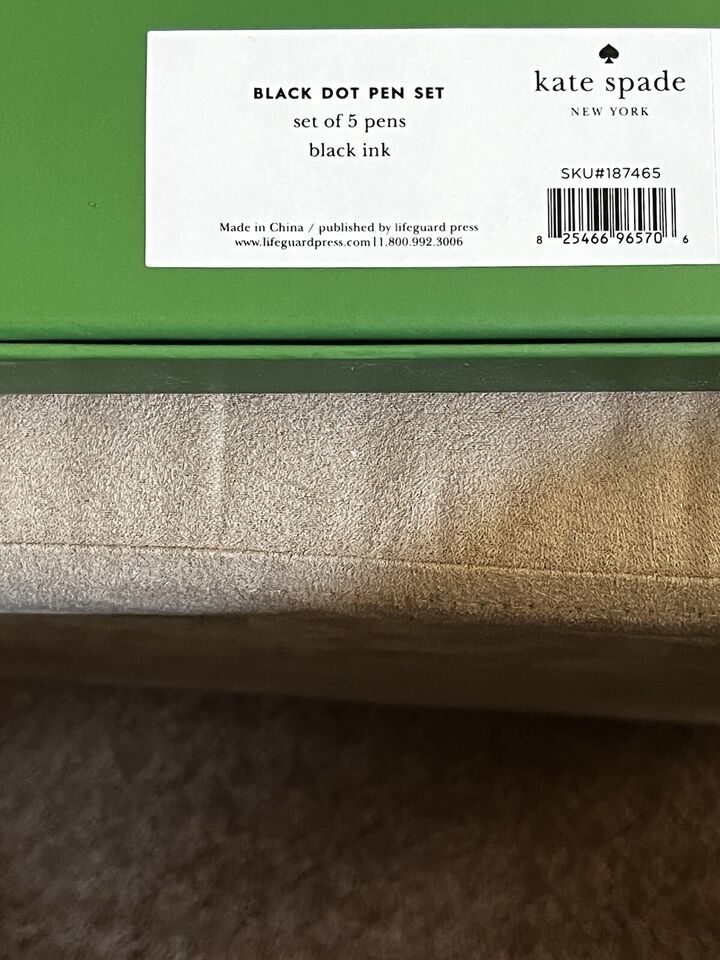 BLACK DOT PEN SET
set of 5 pens
black ink
Made in China / published by lifeguard press
www.lifeguardpress.com | 1.800.992.3006
kate spade
NEW YORK
SKU#187465
8 25466 96570 6